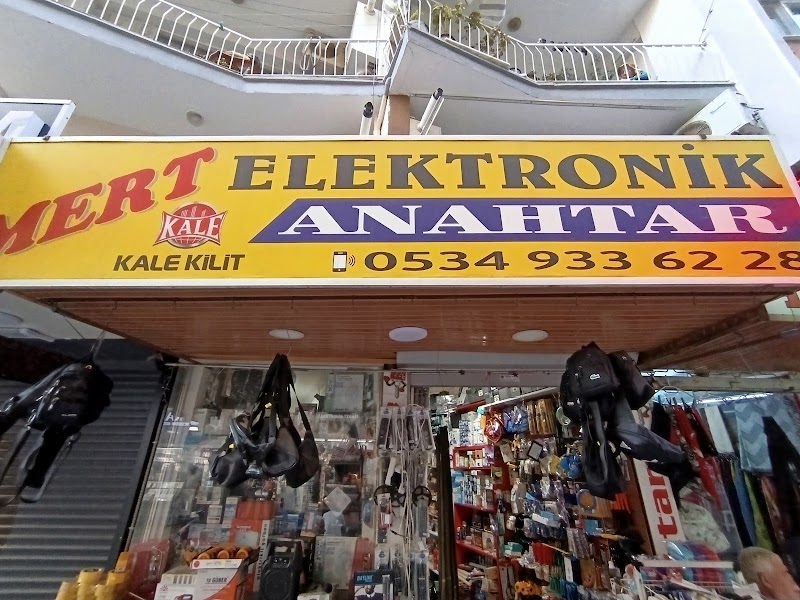 MERT ELEKTRONİK
KALE
ANAHTAR
KALE KİLİT
0534 933 62 28